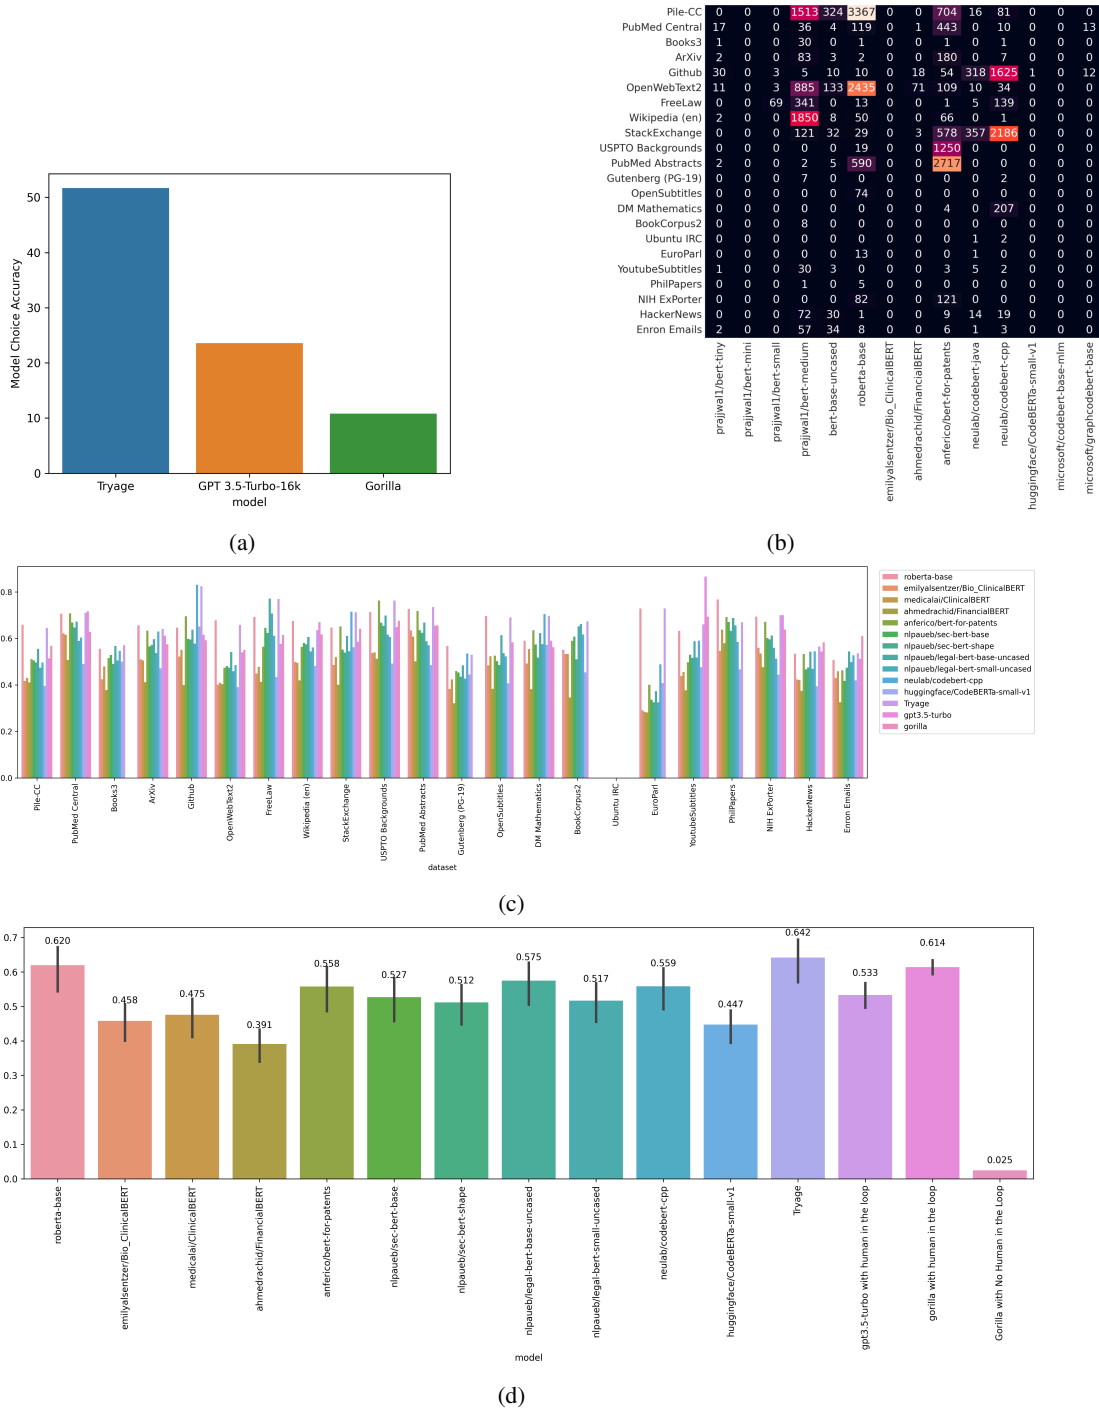 50
40
30
20
10
0
Model Choice Accuracy
Tryage GPT 3.5-Turbo-16k Gorilla
model
(a)
Pile-CC 0 0 0 1513 324 3367 0 0 704 16 81 0 0 0
PubMed Central 17 0 0 36 4 119 0 1 443 0 10 0 0 13
Books3 1 0 0 30 0 1 0 0 1 0 1 0 0 0
ArXiv 2 0 0 83 3 2 0 0 180 0 7 0 0 0
Github 30 0 3 5 10 10 0 18 54 318 1625 1 0 12
OpenWebText2 11 0 3 885 133 2435 0 71 109 10 34 0 0 0
FreeLaw 0 0 69 341 0 13 0 0 1 5 139 0 0 0
Wikipedia (en) 2 0 0 1850 8 50 0 0 66 0 1 0 0 0
StackExchange 0 0 0 121 32 29 0 3 578 357 2186 0 0 0
USPTO Backgrounds 0 0 0 0 0 19 0 0 1250 0 0 0 0 0
PubMed Abstracts 2 0 0 2 5 590 0 0 2717 0 0 0 0 0
Gutenberg (PG-19) 0 0 0 7 0 0 0 0 0 0 2 0 0 0
OpenSubtitles 0 0 0 0 0 74 0 0 0 0 0 0 0 0
DM Mathematics 0 0 0 0 0 0 0 0 4 0 207 0 0 0
BookCorpus2 0 0 0 8 0 0 0 0 0 0 0 0 0 0
Ubuntu IRC 0 0 0 0 0 0 0 0 0 1 2 0 0 0
EuroParl 0 0 0 0 0 13 0 0 0 1 0 0 0 0
YoutubeSubtitles 1 0 0 30 3 0 0 0 3 5 2 0 0 0
PhilPapers 0 0 0 1 0 5 0 0 0 0 0 0 0 0
NIH ExPorter 0 0 0 0 0 82 0 0 121 0 0 0 0 0
HackerNews 0 0 0 72 30 1 0 0 9 14 19 0 0 0
Enron Emails 2 0 0 57 34 8 0 0 6 1 3 0 0 0
prajjwal1/bert-tiny
prajjwal1/bert-mini
prajjwal1/bert-small
prajjwal1/bert-medium
bert-base-uncased
roberta-base
emilyalsentzer/Bio_ClinicalBERT
ahmedrachid/FinancialBERT
anferico/bert-for-patents
neulab/codebert-java
neulab/codebert-cpp
huggingface/CodeBERTa-small-v1
microsoft/codebert-base-mlm
microsoft/graphcodebert-base
(b)
0.8
0.6
0.4
0.2
0.0
Pile-CC
PubMed Central
Books3
ArXiv
Github
OpenWebText2
FreeLaw
Wikipedia (en)
StackExchange
USPTO Backgrounds
PubMed Abstracts
Gutenberg (PG-19)
OpenSubtitles
DM Mathematics
BookCorpus2
Ubuntu IRC
EuroParl
YoutubeSubtitles
PhilPapers
NIH ExPorter
HackerNews
Enron Emails
dataset
roberta-base
emilyalsentzer/Bio_ClinicalBERT
medicalai/ClinicalBERT
ahmedrachid/FinancialBERT
anferico/bert-for-patents
nlpaueb/sec-bert-base
nlpaueb/sec-bert-shape
nlpaueb/legal-bert-base-uncased
nlpaueb/legal-bert-small-uncased
neulab/codebert-cpp
huggingface/CodeBERTa-small-v1
Tryage
gpt3.5-turbo
gorilla
(c)
0.7
0.6
0.5
0.4
0.3
0.2
0.1
0.0
0.620
0.458
0.475
0.391
0.558
0.527
0.512
0.575
0.517
0.559
0.447
0.642
0.533
0.614
0.025
roberta-base
emilyalsentzer/Bio_ClinicalBERT
medicalai/ClinicalBERT
ahmedrachid/FinancialBERT
anferico/bert-for-patents
nlpaueb/sec-bert-base
nlpaueb/sec-bert-shape
nlpaueb/legal-bert-base-uncased
nlpaueb/legal-bert-small-uncased
neulab/codebert-cpp
huggingface/CodeBERTa-small-v1
Tryage
gpt3.5-turbo with human in the loop
gorilla with human in the loop
Gorilla with No Human in the Loop
model
(d)